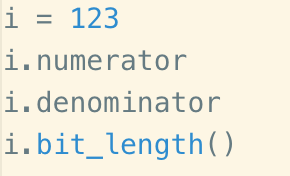 i = 123
i.numerator
i.denominator
i.bit_length()